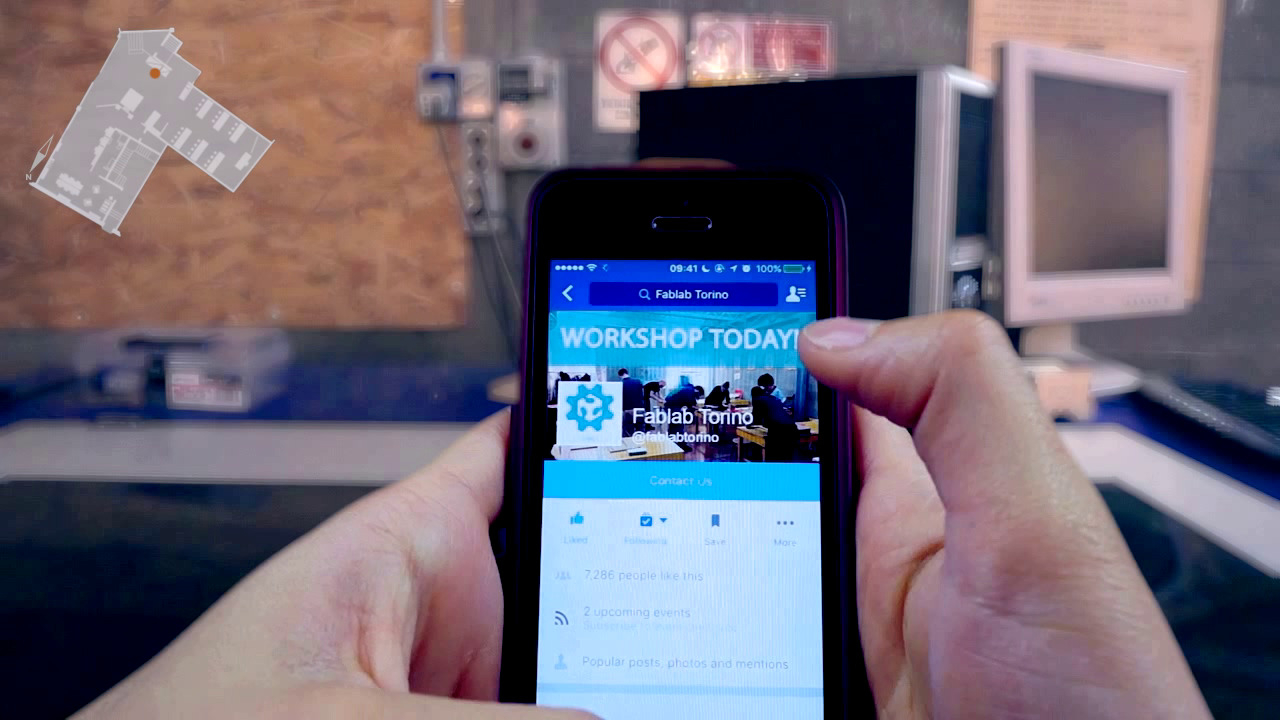 N
09:41
100%
Fablab Torino
WORKSHOP TODAY!
Fablab Torino
@fablabtorino
Contact Us
Liked
Following
Save
More
7,286 people like this
2 upcoming events
Popular posts, photos and mentions